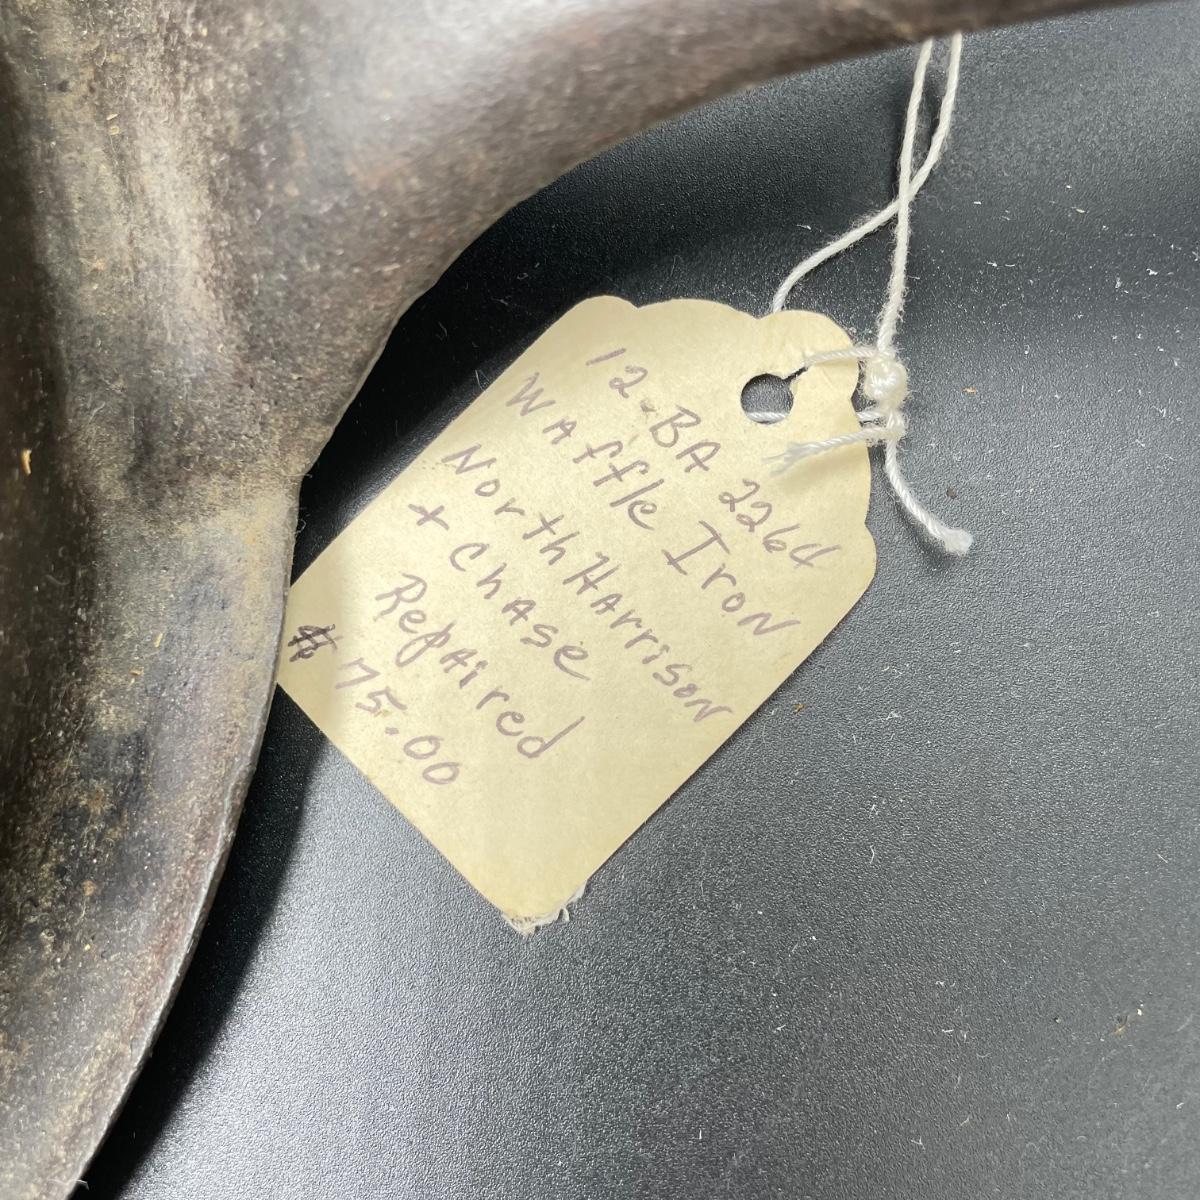 12-BA 2264
Waffle Iron
North Harrison
+ Chase
Repaired
$75.00